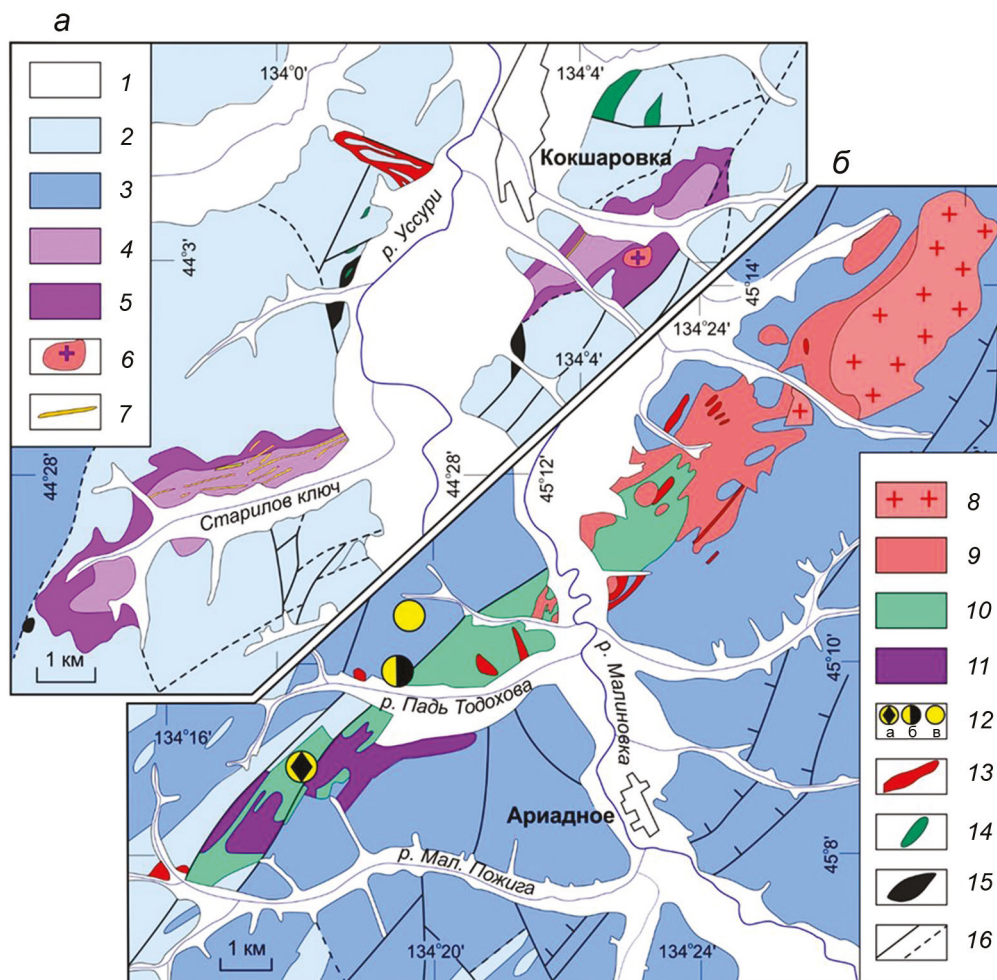 а
1
2
3
4
5
6
7
134°0'
134°4'
Кокшаровка
44°3'
р. Уссури
134°4'
44°28'
44°28'
Старилов ключ
1 км
б
45°14'
134°24'
45°12'
р. Малиновка
45°10'
р. Падь Тодохова
134°16'
Ариадное
р. Мал. Пожига
45°8'
1 км
134°20'
134°24'
8
9
10
11
12
а б в
13
14
15
16